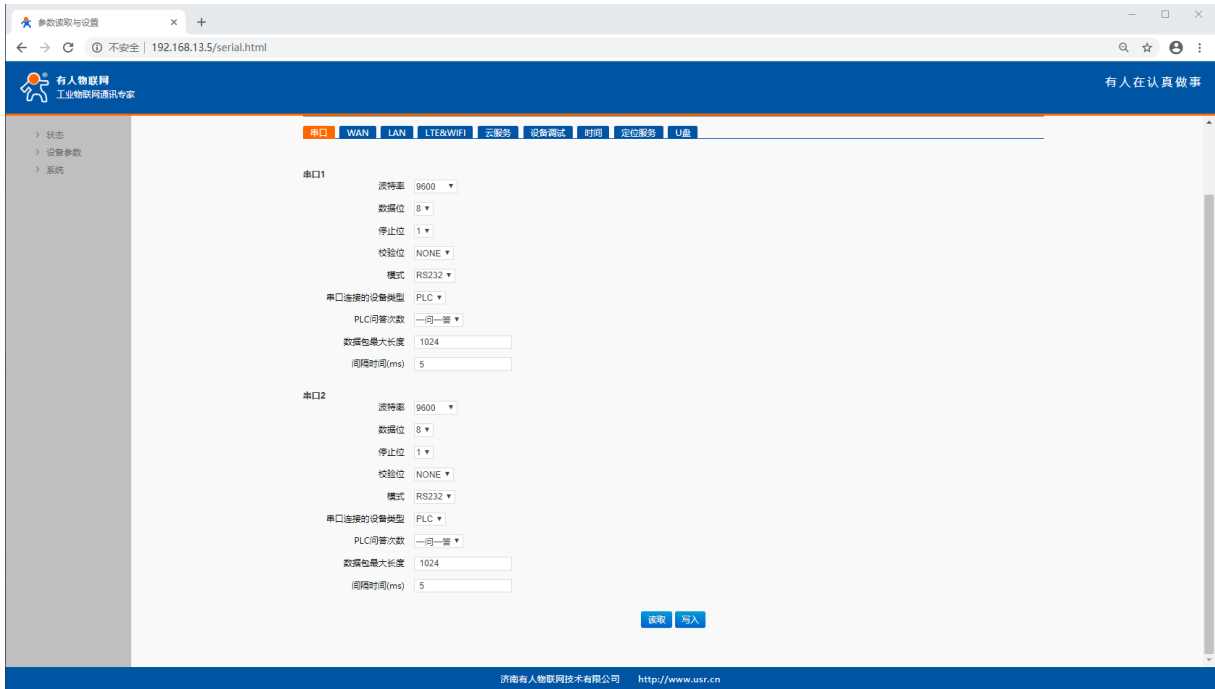 参数读取与设置
不安全 | 192.168.13.5/serial.html
有人物联网
工业物联网通讯专家
有人在认真做事
状态
设备参数
系统
串口 WAN LAN LTE&WIFI 云服务 设备调试 时间 定位服务 U盘
串口1
波特率 9600
数据位 8
停止位 1
校验位 NONE
模式 RS232
串口连接的设备类型 PLC
PLC问答次数 一问一答
数据包最大长度 1024
间隔时间(ms) 5
串口2
波特率 9600
数据位 8
停止位 1
校验位 NONE
模式 RS232
串口连接的设备类型 PLC
PLC问答次数 一问一答
数据包最大长度 1024
间隔时间(ms) 5
读取 写入
济南有人物联网技术有限公司 http://www.usr.cn